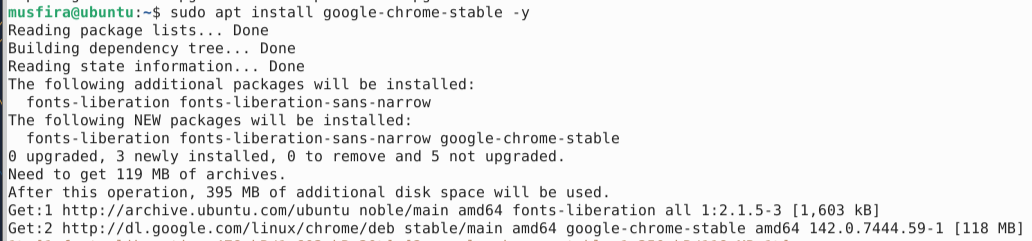 musfira@ubuntu:~$ sudo apt install google-chrome-stable -y
Reading package lists... Done
Building dependency tree... Done
Reading state information... Done
The following additional packages will be installed:
  fonts-liberation fonts-liberation-sans-narrow
The following NEW packages will be installed:
  fonts-liberation fonts-liberation-sans-narrow google-chrome-stable
0 upgraded, 3 newly installed, 0 to remove and 5 not upgraded.
Need to get 119 MB of archives.
After this operation, 395 MB of additional disk space will be used.
Get:1 http://archive.ubuntu.com/ubuntu noble/main amd64 fonts-liberation all 1:2.1.5-3 [1,603 kB]
Get:2 http://dl.google.com/linux/chrome/deb stable/main amd64 google-chrome-stable amd64 142.0.7444.59-1 [118 MB]